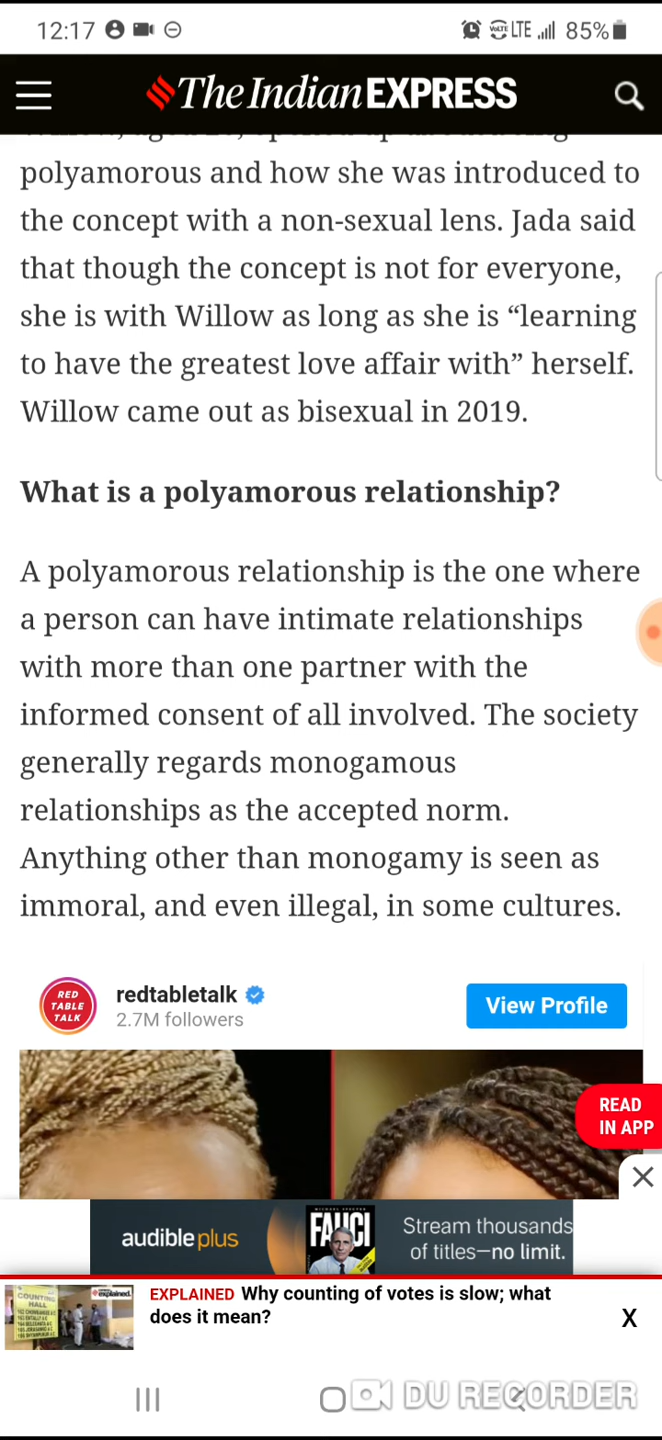 12:17
LTE 85%
The Indian EXPRESS
polyamorous and how she was introduced to
the concept with a non-sexual lens. Jada said
that though the concept is not for everyone,
she is with Willow as long as she is “learning
to have the greatest love affair with” herself.
Willow came out as bisexual in 2019.
What is a polyamorous relationship?
A polyamorous relationship is the one where
a person can have intimate relationships
with more than one partner with the
informed consent of all involved. The society
generally regards monogamous
relationships as the accepted norm.
Anything other than monogamy is seen as
immoral, and even illegal, in some cultures.
RED
TABLE
TALK
redtabletalk
2.7M followers
View Profile
READ
IN APP
audible plus
FAUCI
Stream thousands
of titles—no limit.
COUNTING
HALL
explained.
EXPLAINED Why counting of votes is slow; what
does it mean?
X
DU RECORDER